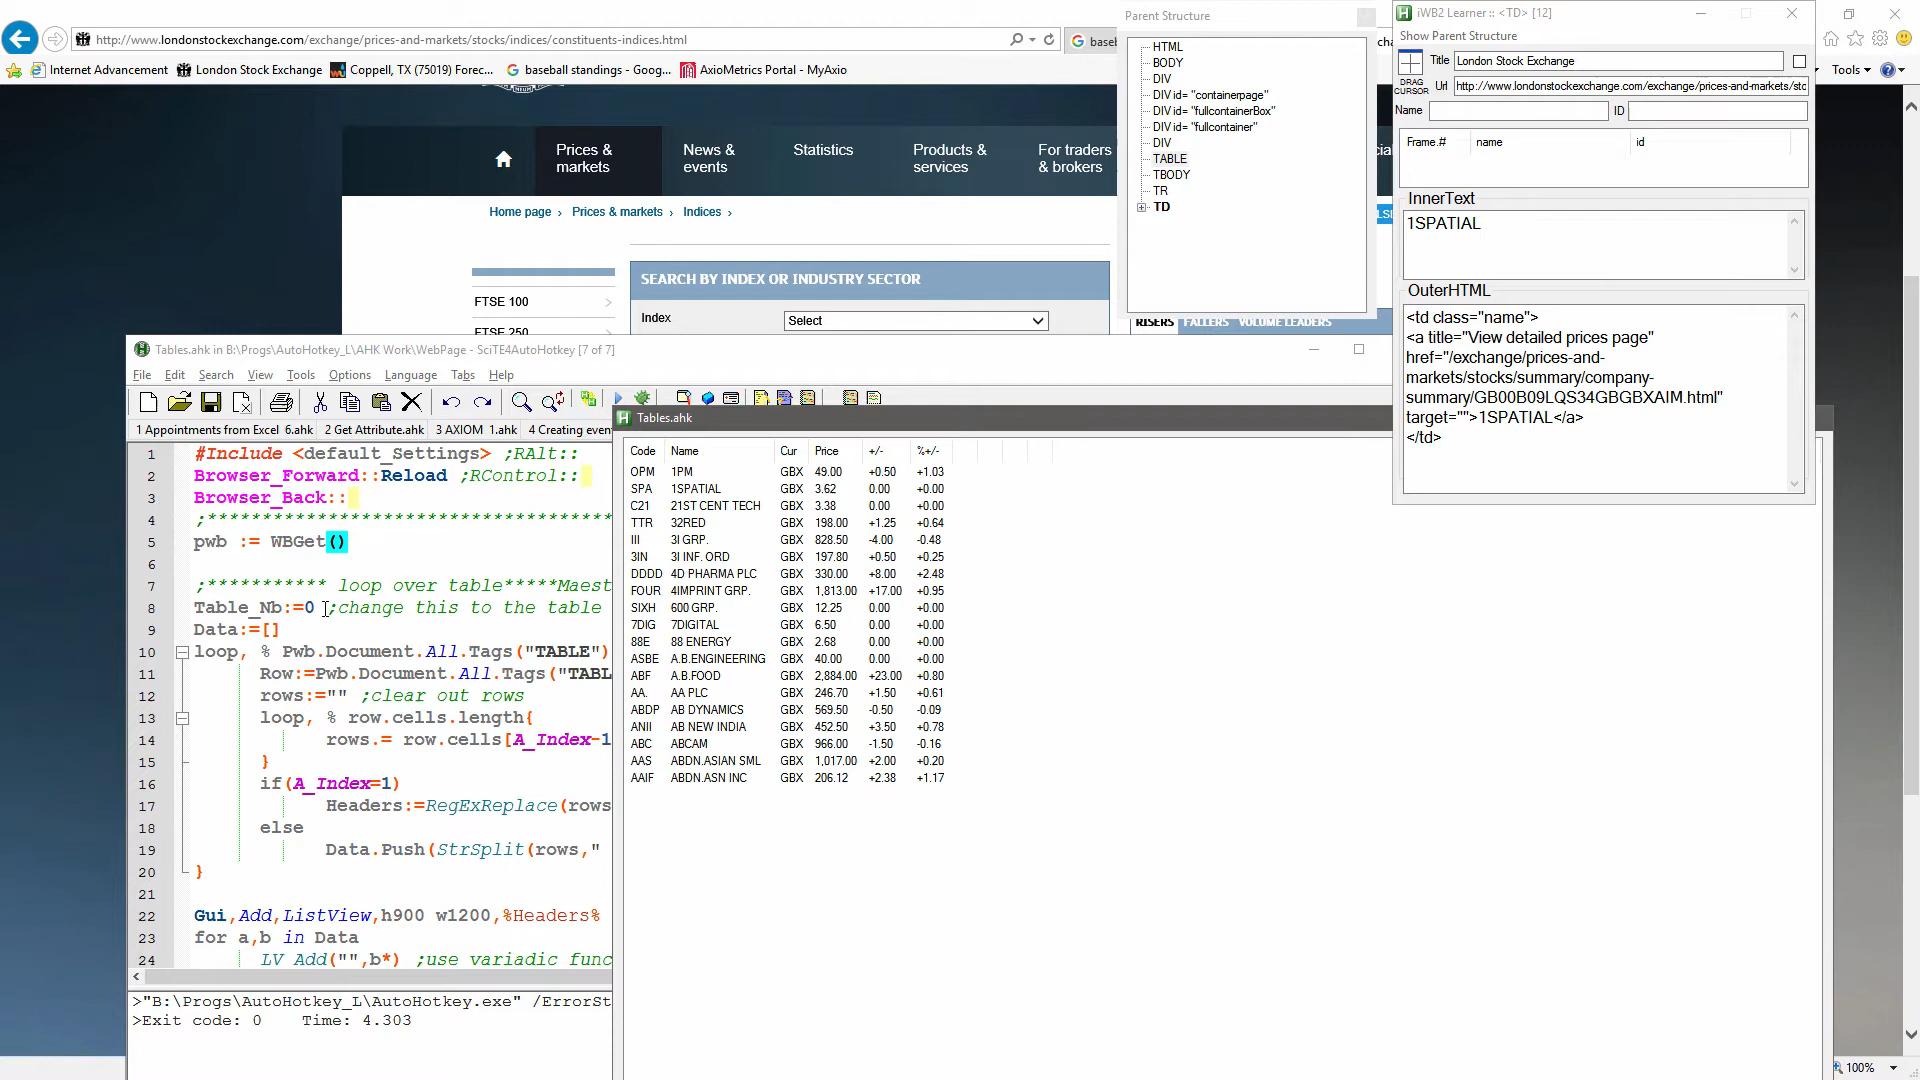 http://www.londonstockexchange.com/exchange/prices-and-markets/stocks/indices/constituents-indices.html
Internet Advancement
London Stock Exchange
Coppell, TX (75019) Forec...
baseball standings - Goog...
AxioMetrics Portal - MyAxio
Tools
Prices & markets
News & events
Statistics
Products & services
For traders & brokers
Home page › Prices & markets › Indices ›
FTSE 100
FTSE 250
SEARCH BY INDEX OR INDUSTRY SECTOR
Index
Select
RISERS FALLERS VOLUME LEADERS
Parent Structure
HTML
BODY
DIV
DIV id= "containerpage"
DIV id= "fullcontainerBox"
DIV id= "fullcontainer"
DIV
TABLE
TBODY
TR
TD
iWB2 Learner :: <TD> [12]
Show Parent Structure
DRAG CURSOR
Title London Stock Exchange
Url http://www.londonstockexchange.com/exchange/prices-and-markets/sto
Name
ID
Frame.# name id
InnerText
1SPATIAL
OuterHTML
<td class="name">
<a title="View detailed prices page"
href="/exchange/prices-and-
markets/stocks/summary/company-
summary/GB00B09LQS34GBGBXAIM.html"
target="">1SPATIAL</a>
</td>
Tables.ahk in B:\Progs\AutoHotkey_L\AHK Work\WebPage - SciTE4AutoHotkey [7 of 7]
File Edit Search View Tools Options Language Tabs Help
1 Appointments from Excel 6.ahk
2 Get Attribute.ahk
3 AXIOM 1.ahk
4 Creating even
1 #Include <default_Settings> ;RAlt::
2 Browser_Forward::Reload ;RControl::
3 Browser_Back::
4 ;**************************************
5 pwb := WBGet()
6
7 ;*********** loop over table*****Maest
8 Table_Nb:=0 ;change this to the table
9 Data:=[]
10 loop, % Pwb.Document.All.Tags("TABLE")
11 Row:=Pwb.Document.All.Tags("TABL
12 rows:="" ;clear out rows
13 loop, % row.cells.length{
14 rows.= row.cells[A_Index-1
15 }
16 if(A_Index=1)
17 Headers:=RegExReplace(rows
18 else
19 Data.Push(StrSplit(rows,"
20 }
21
22 Gui,Add,ListView,h900 w1200,%Headers%
23 for a,b in Data
24 LV_Add("",b*) ;use variadic func
>"B:\Progs\AutoHotkey_L\AutoHotkey.exe" /ErrorSt
>Exit code: 0 Time: 4.303
Tables.ahk
Code Name Cur Price +/- %+/-
OPM 1PM GBX 49.00 +0.50 +1.03
SPA 1SPATIAL GBX 3.62 0.00 +0.00
C21 21ST CENT TECH GBX 3.38 0.00 +0.00
TTR 32RED GBX 198.00 +1.25 +0.64
III 3I GRP. GBX 828.50 -4.00 -0.48
3IN 3I INF. ORD GBX 197.80 +0.50 +0.25
DDDD 4D PHARMA PLC GBX 330.00 +8.00 +2.48
FOUR 4IMPRINT GRP. GBX 1,813.00 +17.00 +0.95
SIXH 600 GRP. GBX 12.25 0.00 +0.00
7DIG 7DIGITAL GBX 6.50 0.00 +0.00
88E 88 ENERGY GBX 2.68 0.00 +0.00
ASBE A.B.ENGINEERING GBX 40.00 0.00 +0.00
ABF A.B.FOOD GBX 2,884.00 +23.00 +0.80
AA. AA PLC GBX 246.70 +1.50 +0.61
ABDP AB DYNAMICS GBX 569.50 -0.50 -0.09
ANII AB NEW INDIA GBX 452.50 +3.50 +0.78
ABC ABCAM GBX 966.00 -1.50 -0.16
AAS ABDN.ASIAN SML GBX 1,017.00 +2.00 +0.20
AAIF ABDN.ASN INC GBX 206.12 +2.38 +1.17
100%